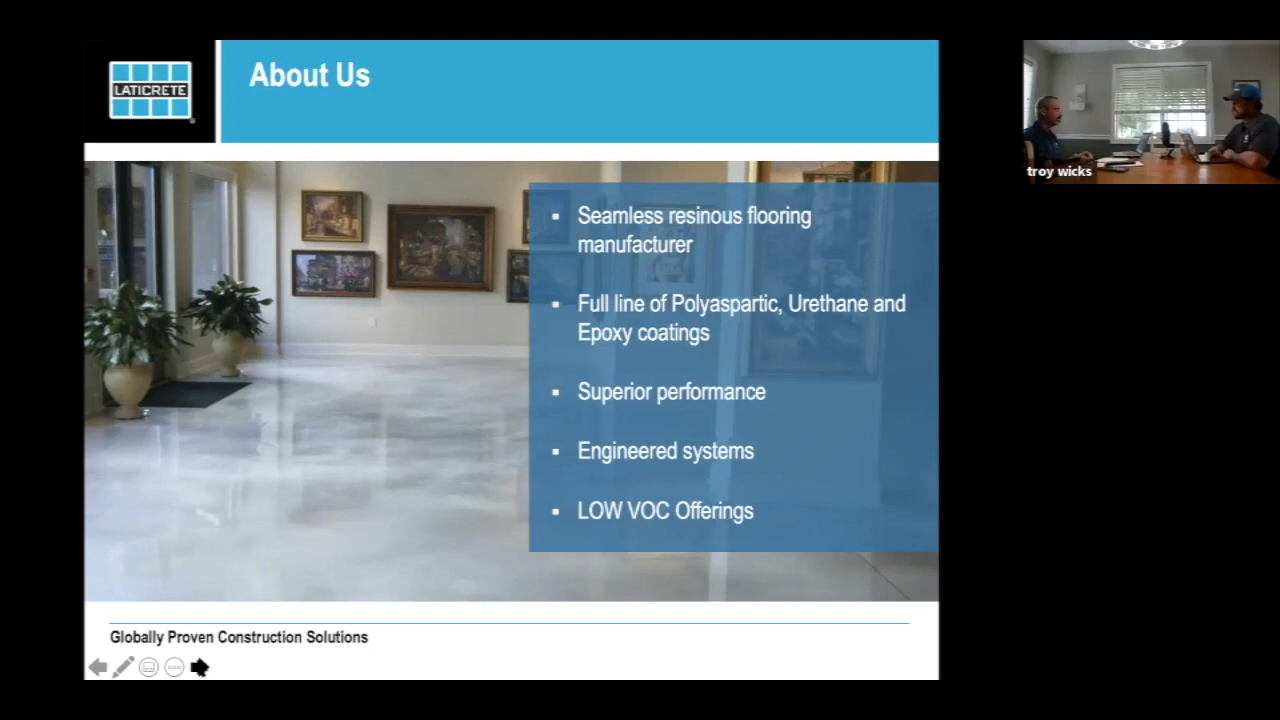 LATICRETE
About Us
troy wicks
Seamless resinous flooring
manufacturer
Full line of Polyaspartic, Urethane and
Epoxy coatings
Superior performance
Engineered systems
LOW VOC Offerings
Globally Proven Construction Solutions